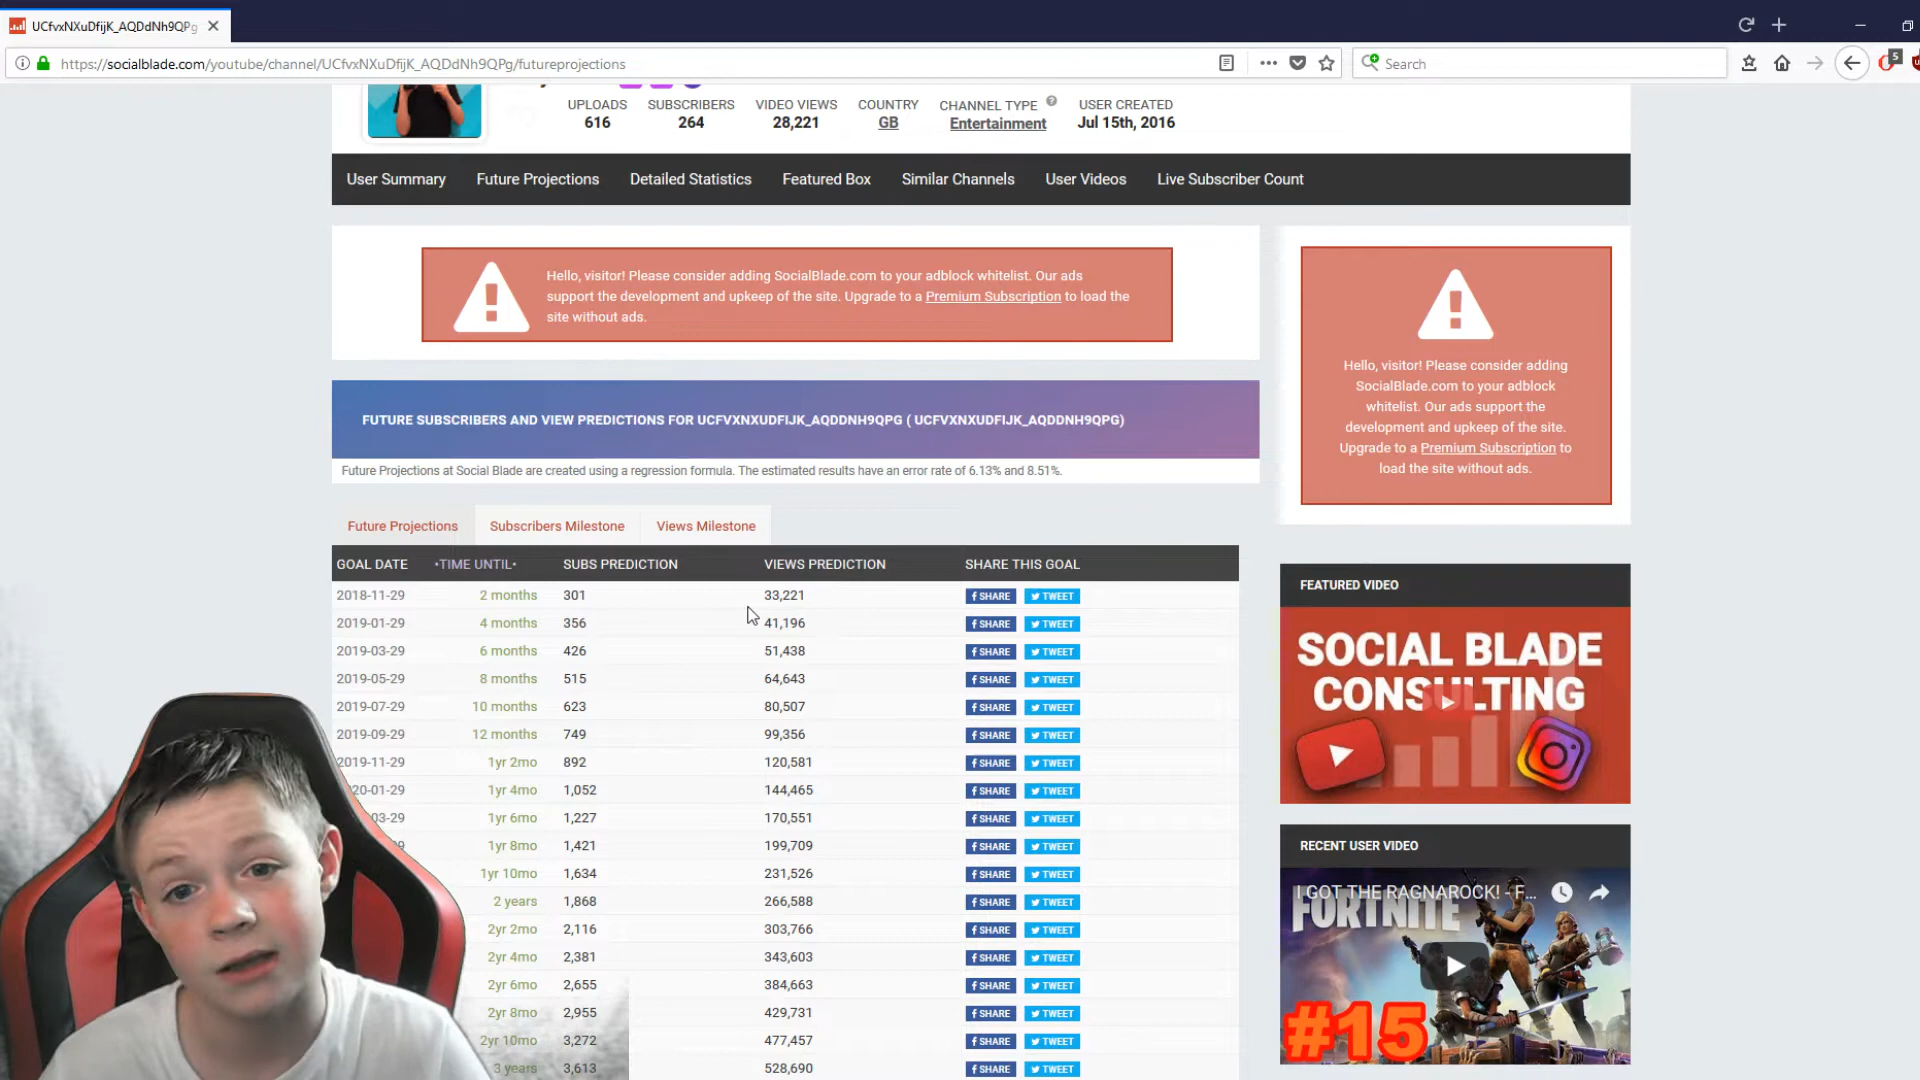 UCfvxNXuDfijK_AQDdNh9QPg
https://socialblade.com/youtube/channel/UCfvxNXuDfijK_AQDdNh9QPg/futureprojections
Search
5
UPLOADS SUBSCRIBERS VIDEO VIEWS COUNTRY CHANNEL TYPE USER CREATED
616 264 28,221 GB Entertainment Jul 15th, 2016
User Summary Future Projections Detailed Statistics Featured Box Similar Channels User Videos Live Subscriber Count
Hello, visitor! Please consider adding SocialBlade.com to your adblock whitelist. Our ads
support the development and upkeep of the site. Upgrade to a Premium Subscription to load the
site without ads.
Hello, visitor! Please consider adding
SocialBlade.com to your adblock
whitelist. Our ads support the
development and upkeep of the site.
Upgrade to a Premium Subscription to
load the site without ads.
FUTURE SUBSCRIBERS AND VIEW PREDICTIONS FOR UCFVXNXUDFIJK_AQDDNH9QPG ( UCFVXNXUDFIJK_AQDDNH9QPG)
Future Projections at Social Blade are created using a regression formula. The estimated results have an error rate of 6.13% and 8.51%.
Future Projections Subscribers Milestone Views Milestone
GOAL DATE •TIME UNTIL• SUBS PREDICTION VIEWS PREDICTION SHARE THIS GOAL
2018-11-29 2 months 301 33,221 SHARE TWEET
2019-01-29 4 months 356 41,196 SHARE TWEET
2019-03-29 6 months 426 51,438 SHARE TWEET
2019-05-29 8 months 515 64,643 SHARE TWEET
2019-07-29 10 months 623 80,507 SHARE TWEET
2019-09-29 12 months 749 99,356 SHARE TWEET
2019-11-29 1yr 2mo 892 120,581 SHARE TWEET
20-01-29 1yr 4mo 1,052 144,465 SHARE TWEET
03-29 1yr 6mo 1,227 170,551 SHARE TWEET
1yr 8mo 1,421 199,709 SHARE TWEET
1yr 10mo 1,634 231,526 SHARE TWEET
2 years 1,868 266,588 SHARE TWEET
2yr 2mo 2,116 303,766 SHARE TWEET
2yr 4mo 2,381 343,603 SHARE TWEET
2yr 6mo 2,655 384,663 SHARE TWEET
2yr 8mo 2,955 429,731 SHARE TWEET
2yr 10mo 3,272 477,457 SHARE TWEET
3 years 3,613 528,690 SHARE TWEET
FEATURED VIDEO
SOCIAL BLADE
CONSULTING
RECENT USER VIDEO
I GOT THE RAGNAROCK! - F...
FORTNITE
#15